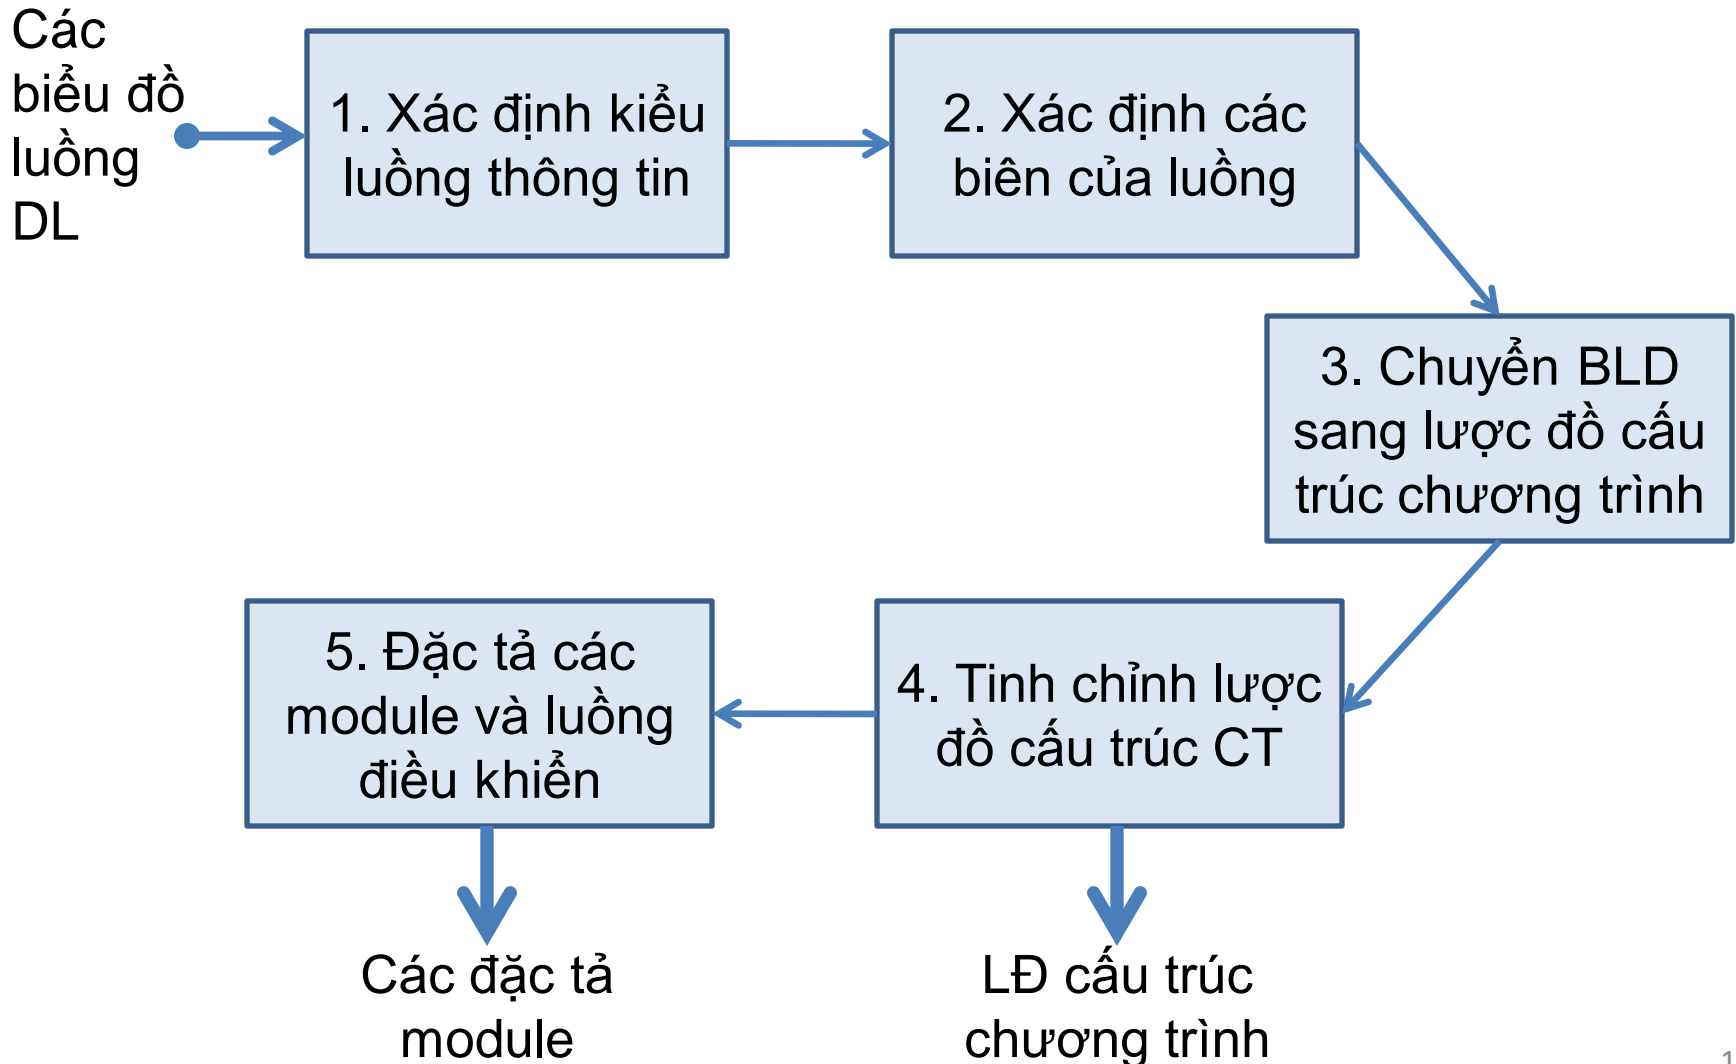 Các
biểu đồ
luồng
DL
1. Xác định kiểu
luồng thông tin
2. Xác định các
biên của luồng
3. Chuyển BLD
sang lược đồ cấu
trúc chương trình
4. Tinh chỉnh lược
đồ cấu trúc CT
5. Đặc tả các
module và luồng
điều khiển
Các đặc tả
module
LĐ cấu trúc
chương trình